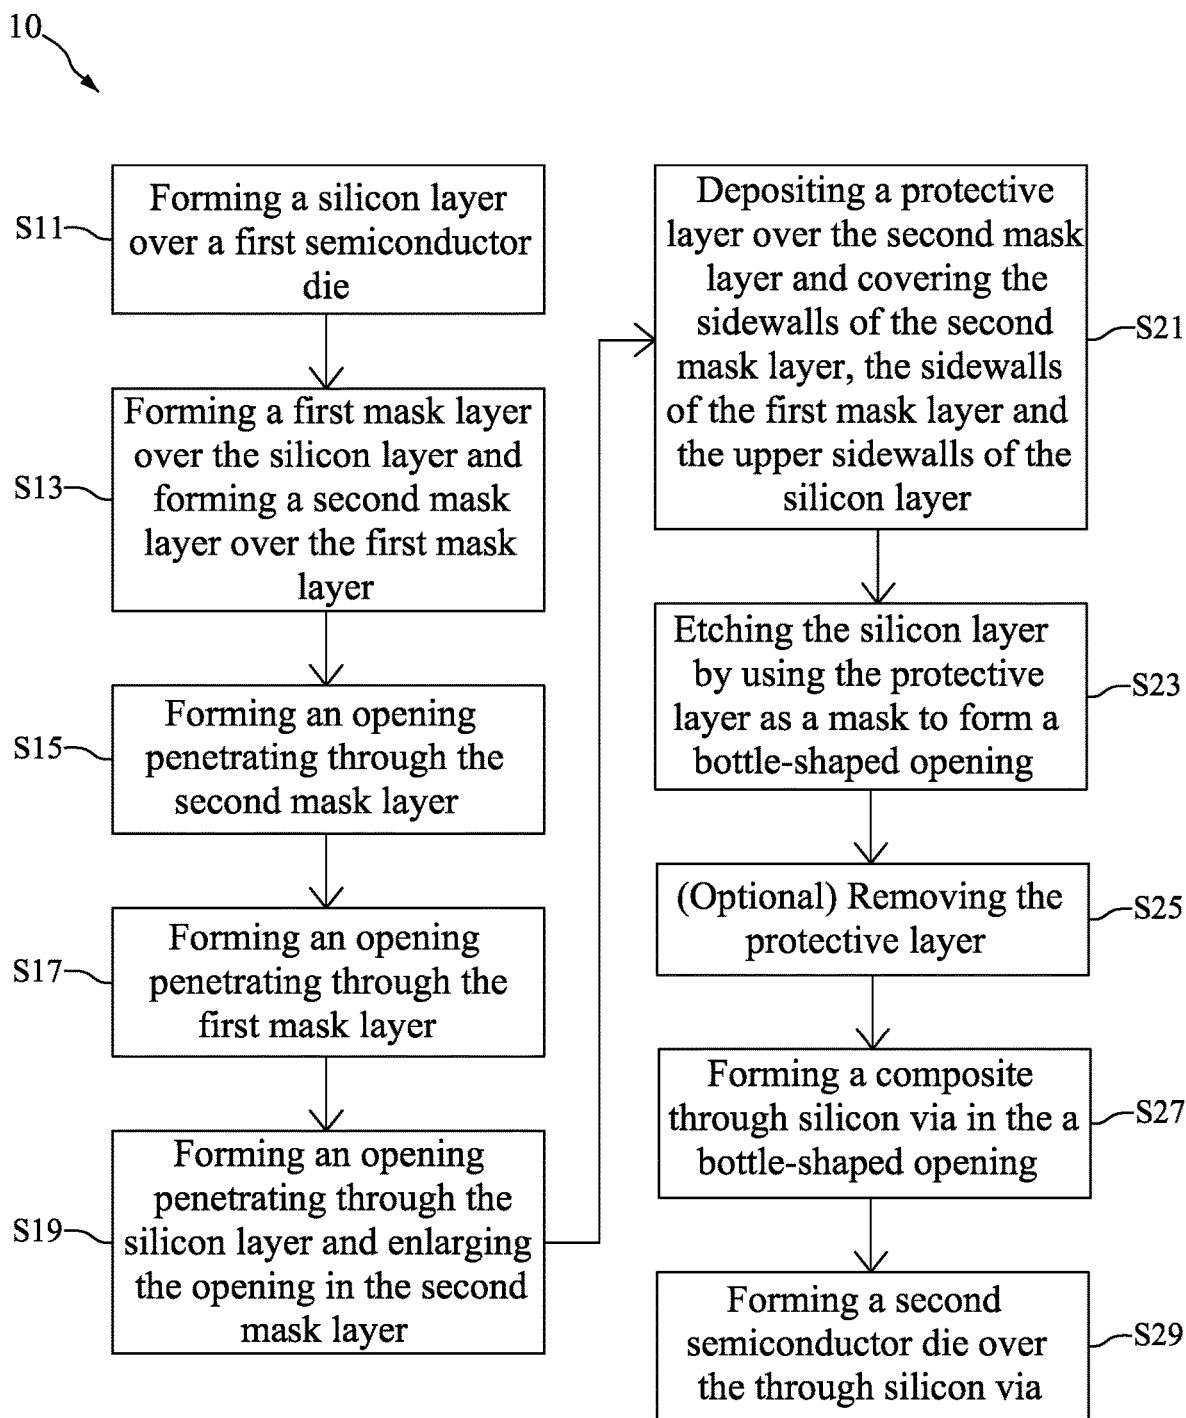 10
S11
Forming a silicon layer
over a first semiconductor
die
S13
Forming a first mask layer
over the silicon layer and
forming a second mask
layer over the first mask
layer
S15
Forming an opening
penetrating through the
second mask layer
S17
Forming an opening
penetrating through the
first mask layer
S19
Forming an opening
penetrating through the
silicon layer and enlarging
the opening in the second
mask layer
Depositing a protective
layer over the second mask
layer and covering the
sidewalls of the second
mask layer, the sidewalls
of the first mask layer and
the upper sidewalls of the
silicon layer
S21
Etching the silicon layer
by using the protective
layer as a mask to form a
bottle-shaped opening
S23
(Optional) Removing the
protective layer
S25
Forming a composite
through silicon via in the a
bottle-shaped opening
S27
Forming a second
semiconductor die over
the through silicon via
S29